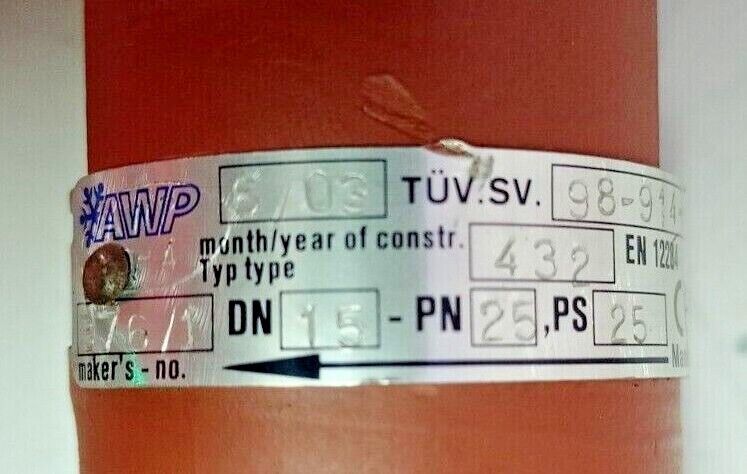 AWP 6/03 TÜV.SV. 98-914-
month/year of constr. 432 EN 12284
Typ type
DN 15 - PN 25, PS 25
maker's - no.